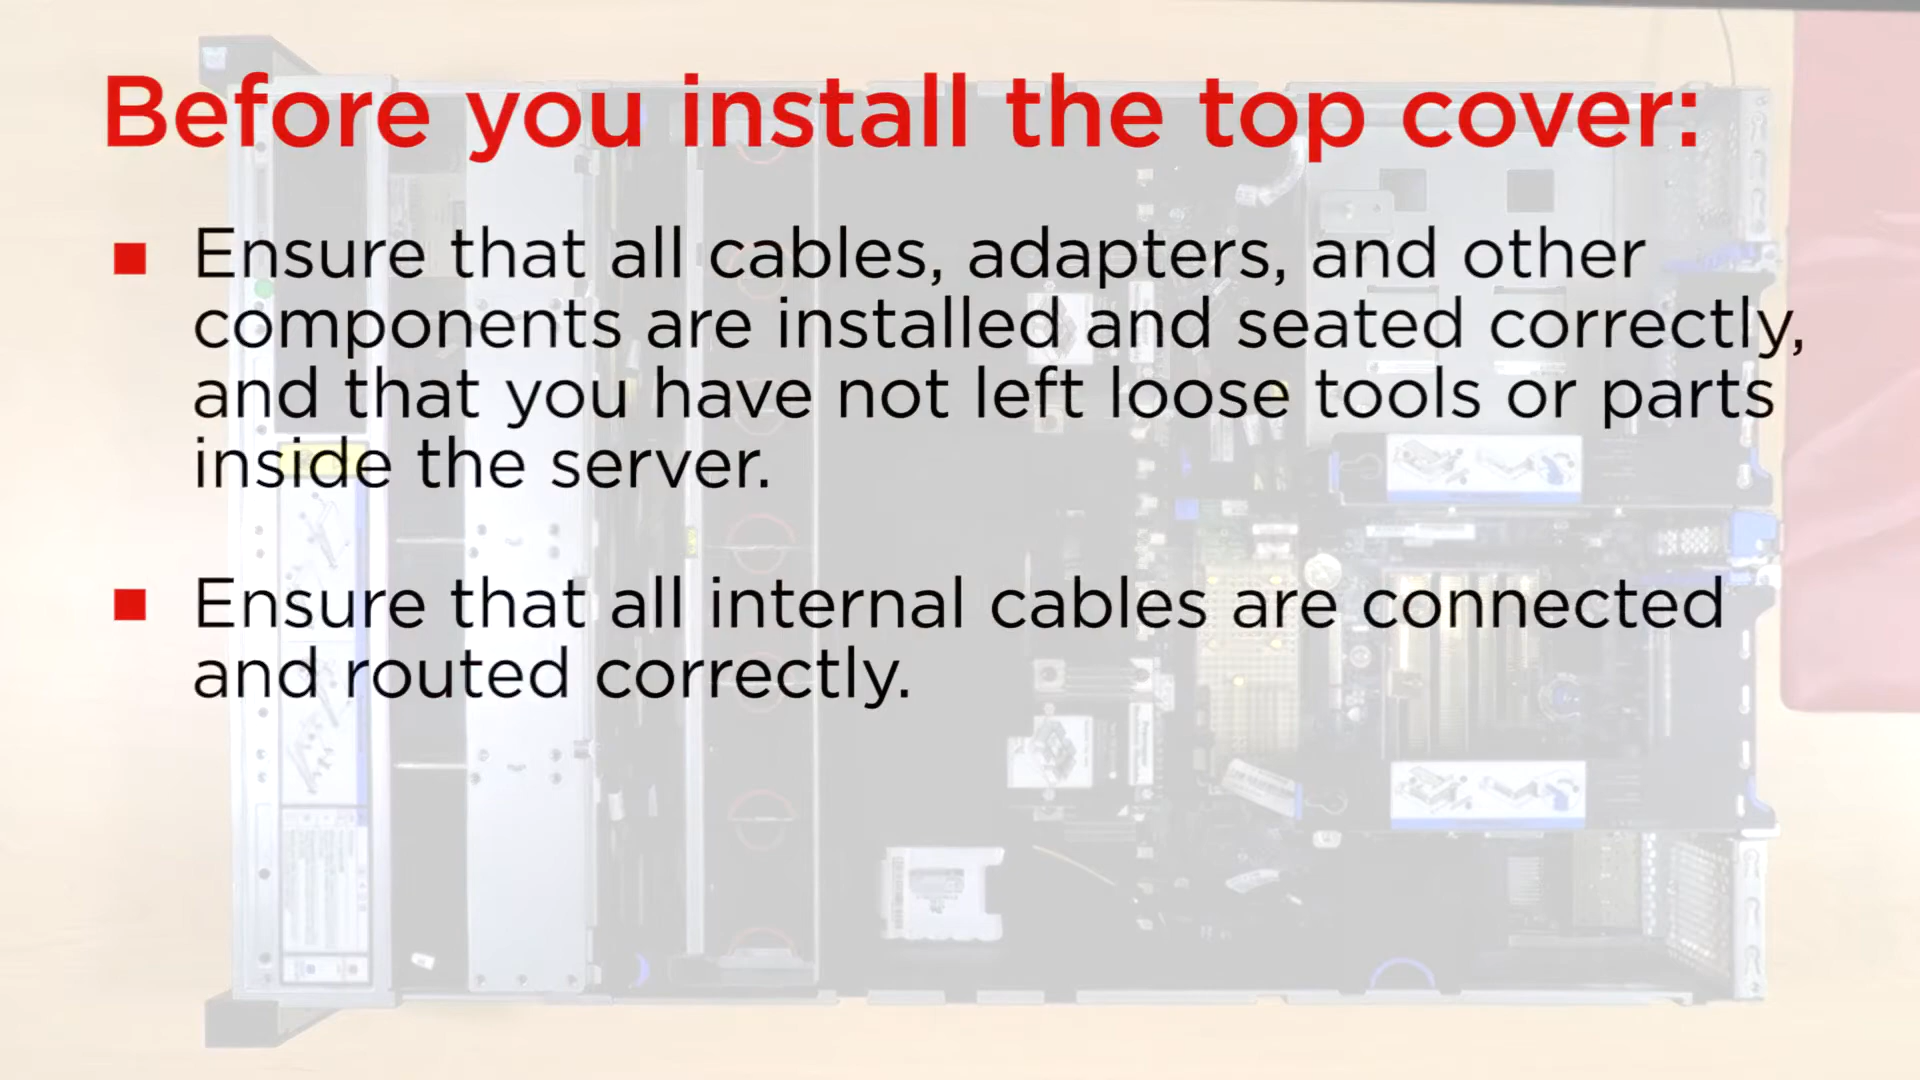 Before you install the top cover:
Ensure that all cables, adapters, and other
components are installed and seated correctly,
and that you have not left loose tools or parts
inside the server.
Ensure that all internal cables are connected
and routed correctly.